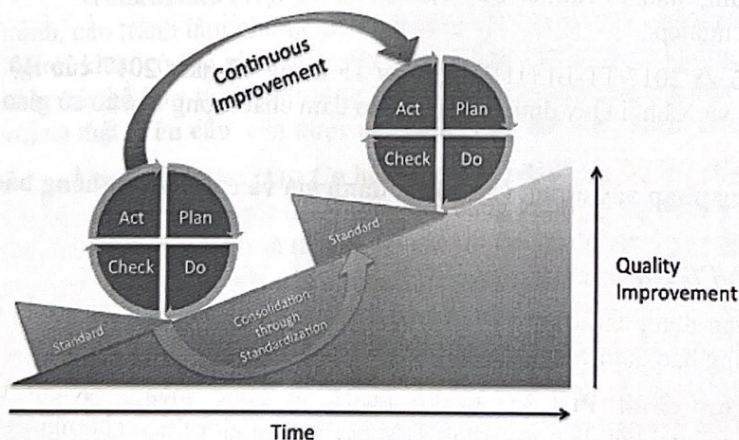 Continuous
Improvement
Act Plan
Check Do
Act Plan
Check Do
Standard
Standard
Consolidation
through
Standardization
Quality
Improvement
Time